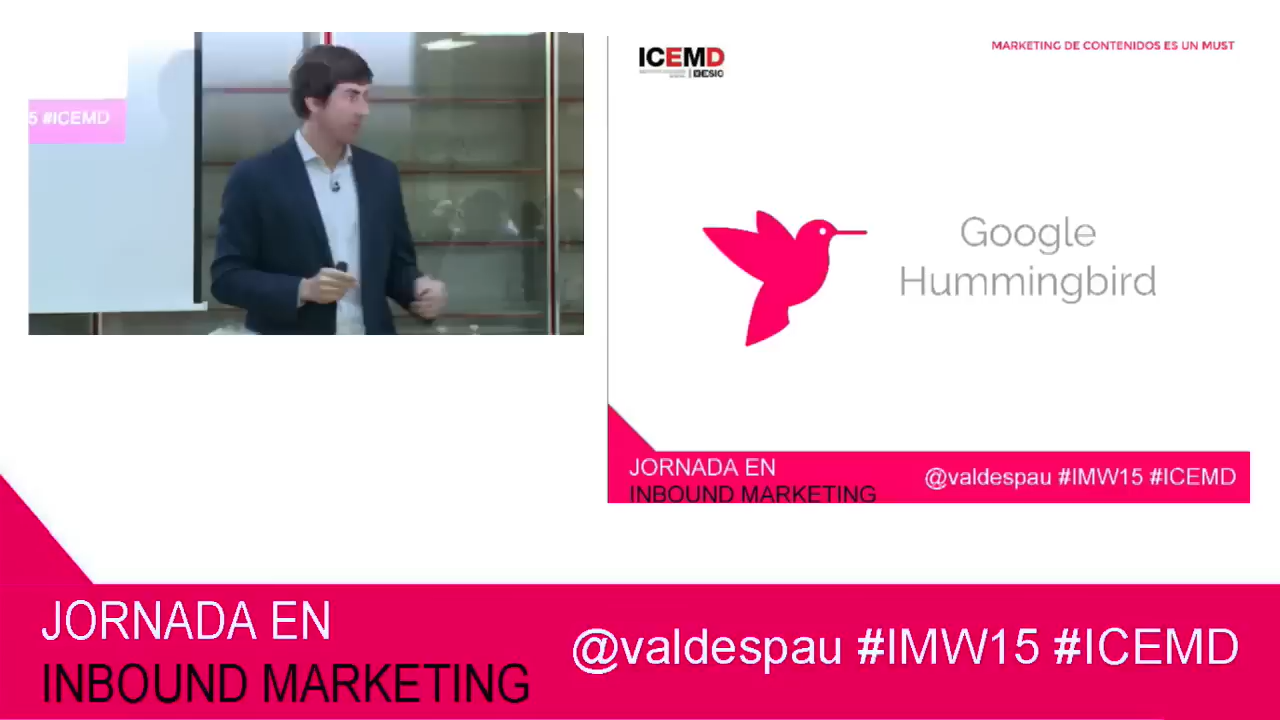 5 #ICEMD
ICEMD
ESIC
MARKETING DE CONTENIDOS ES UN MUST
Google
Hummingbird
JORNADA EN
INBOUND MARKETING
@valdespau #IMW15 #ICEMD
JORNADA EN
INBOUND MARKETING
@valdespau #IMW15 #ICEMD